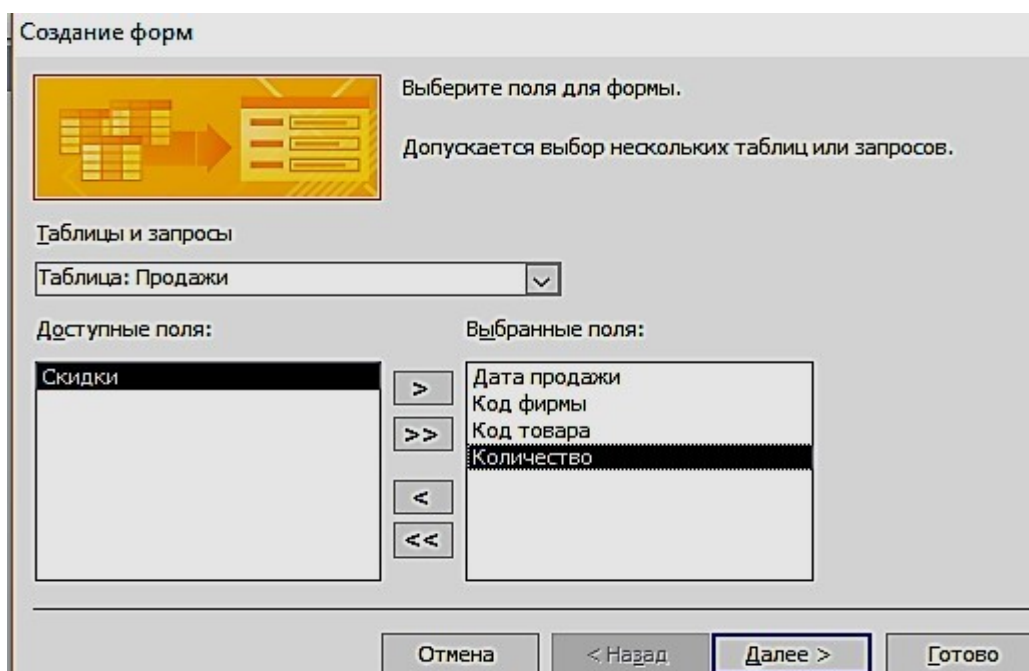 Создание форм
Выберите поля для формы.
Допускается выбор нескольких таблиц или запросов.
Таблицы и запросы
Таблица: Продажи
Доступные поля:
Выбранные поля:
Скидки
>
>>
<
<<
Дата продажи
Код фирмы
Код товара
Количество
Отмена
< Назад
Далее >
Готово